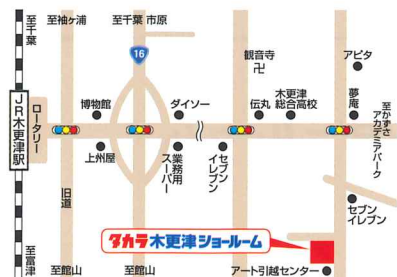 至千葉
至袖ヶ浦
至千葉 市原
16
観音寺
アピタ
JR木更津駅
ロータリー
博物館
ダイソー
伝丸
木更津
総合高校
夢庵
至かずさ
アカデミアパーク
上州屋
業務用
スーパー
セブン
イレブン
旧道
セブン
イレブン
タカラ木更津ショールーム
至富津
至館山
至館山
アート引越センター